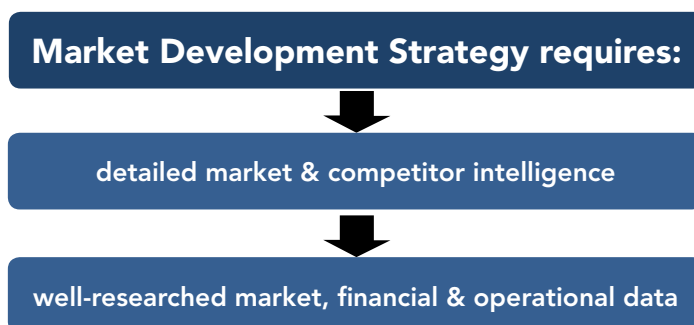 Market Development Strategy requires:
detailed market & competitor intelligence
well-researched market, financial & operational data